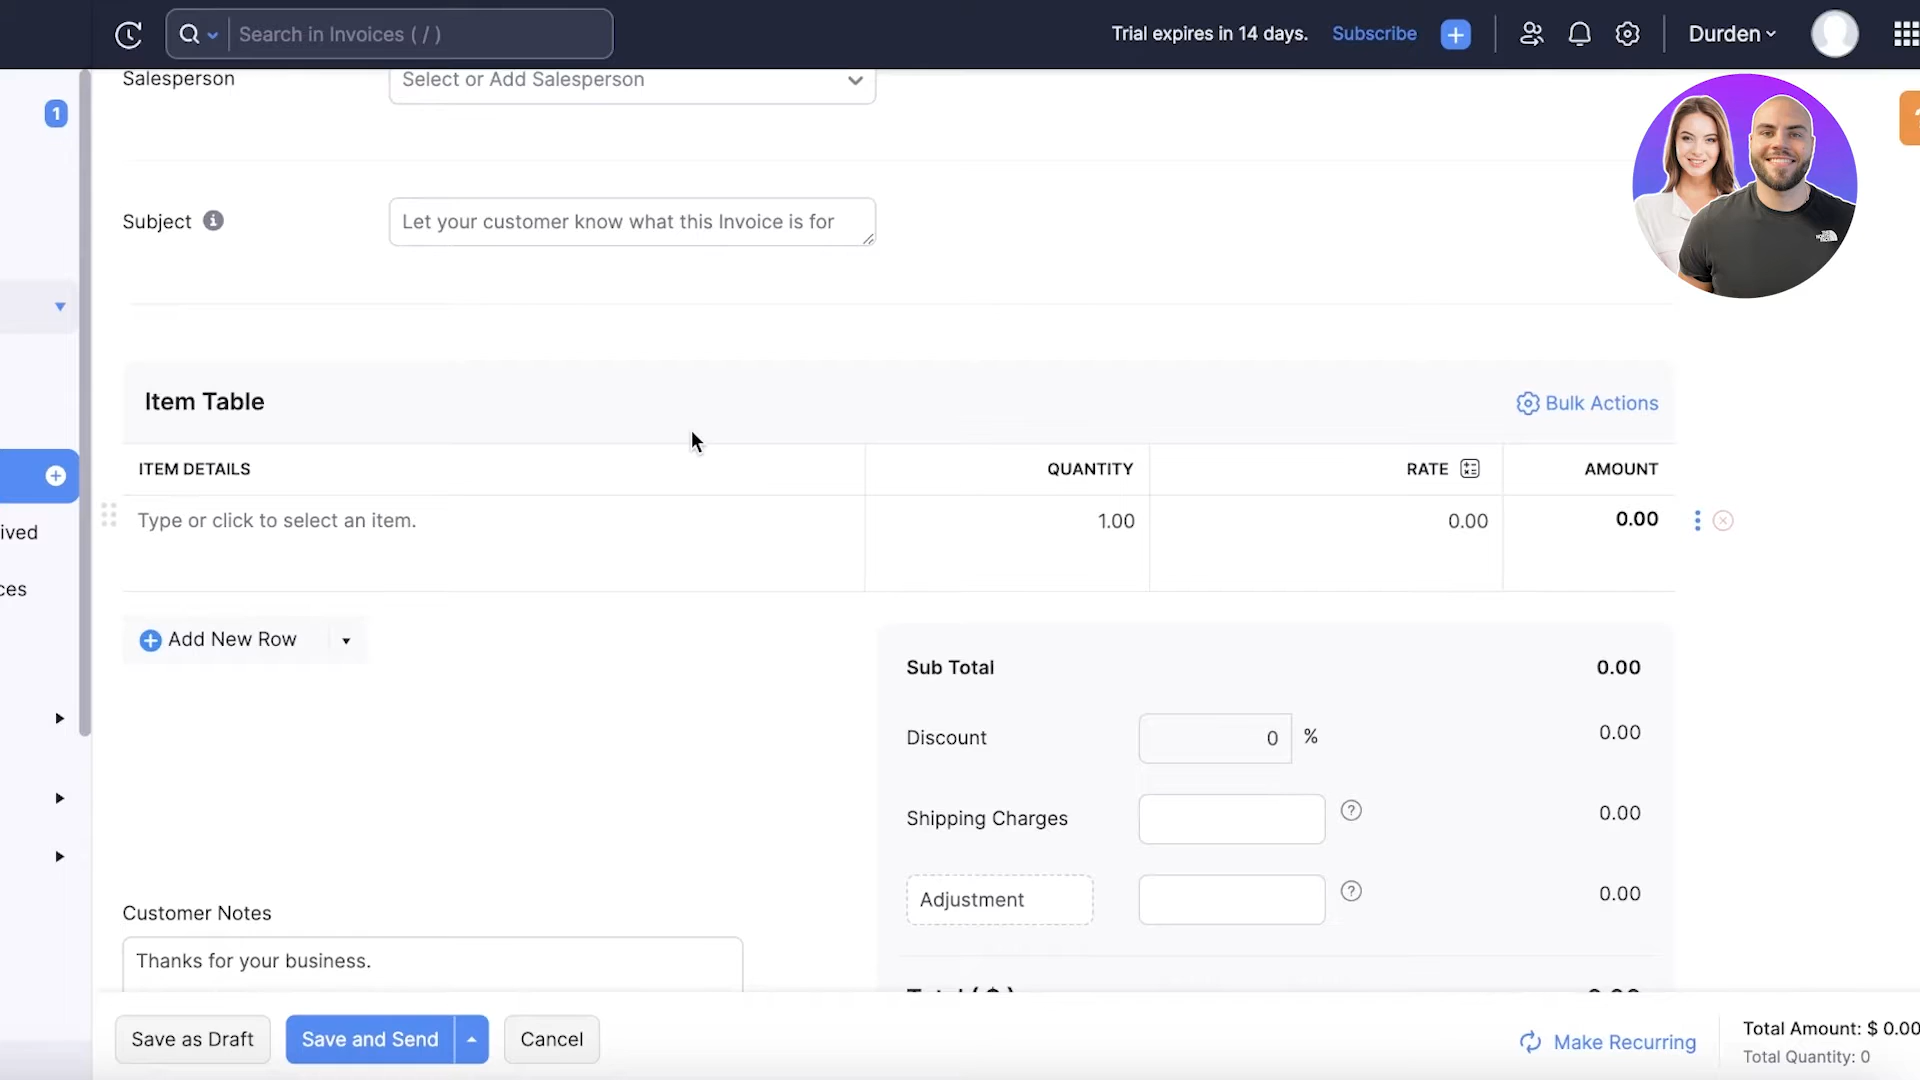 Search in Invoices ( / )
Trial expires in 14 days.
Subscribe
Durden
Salesperson
Select or Add Salesperson
1
Subject
Let your customer know what this Invoice is for
Item Table
Bulk Actions
ITEM DETAILS
QUANTITY
RATE
AMOUNT
Type or click to select an item.
1.00
0.00
0.00
ived
ces
Add New Row
Sub Total
0.00
Discount
0
%
0.00
Shipping Charges
0.00
Adjustment
0.00
Customer Notes
Thanks for your business.
Save as Draft
Save and Send
Cancel
Make Recurring
Total Amount: $ 0.00
Total Quantity: 0